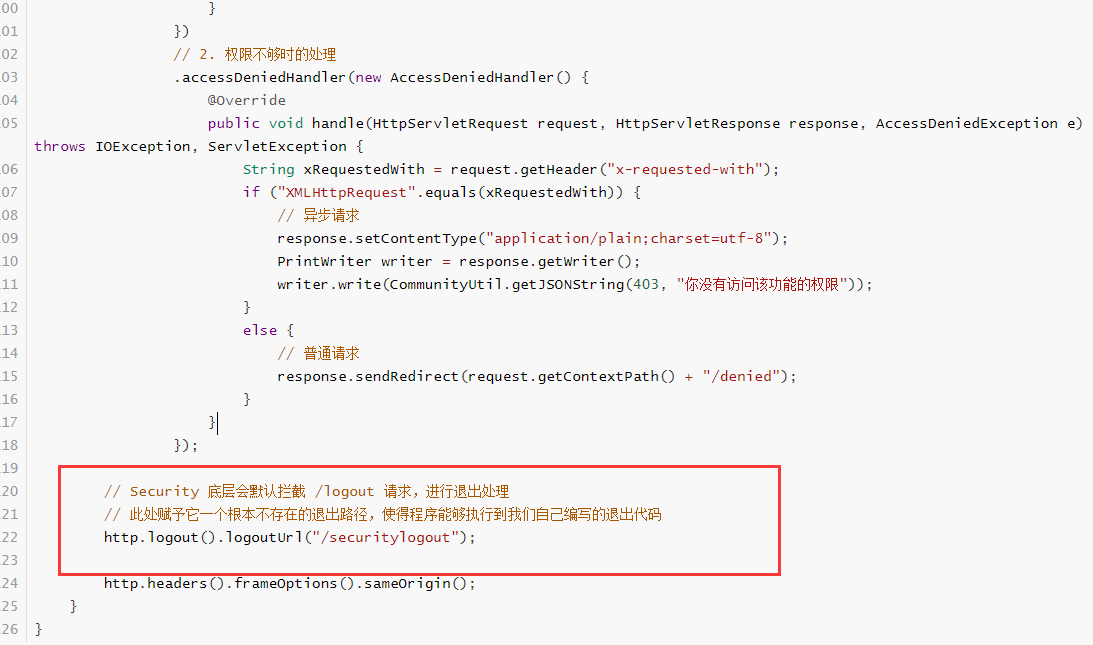 00 }
01 })
02 // 2. 权限不够时的处理
03 .accessDeniedHandler(new AccessDeniedHandler() {
04 @Override
05 public void handle(HttpServletRequest request, HttpServletResponse response, AccessDeniedException e)
throws IOException, ServletException {
06 String xRequestedWith = request.getHeader("x-requested-with");
07 if ("XMLHttpRequest".equals(xRequestedWith)) {
08 // 异步请求
09 response.setContentType("application/plain;charset=utf-8");
10 PrintWriter writer = response.getWriter();
11 writer.write(CommunityUtil.getJSONString(403, "你没有访问该功能的权限"));
12 }
13 else {
14 // 普通请求
15 response.sendRedirect(request.getContextPath() + "/denied");
16 }
17 }
18 });
19
20 // Security 底层会默认拦截 /logout 请求，进行退出处理
21 // 此处赋予它一个根本不存在的退出路径，使得程序能够执行到我们自己编写的退出代码
22 http.logout().logoutUrl("/securitylogout");
23
24 http.headers().frameOptions().sameOrigin();
25 }
26 }